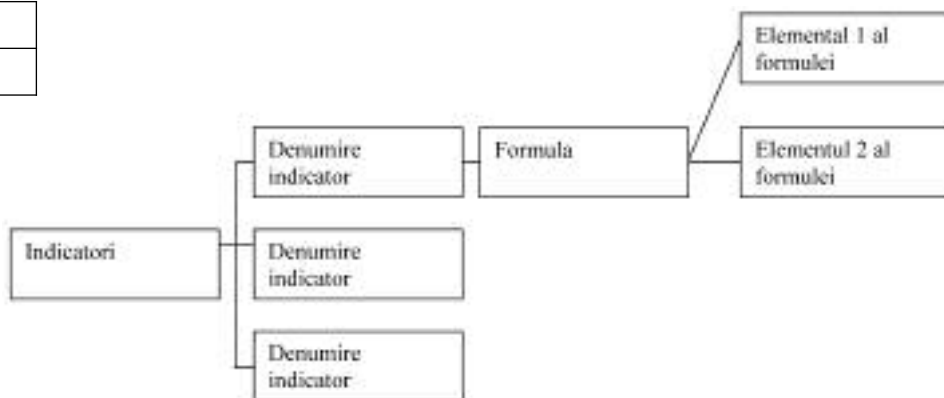 Elemental 1 al
formulei
Denumire
indicator
Formula
Elementul 2 al
formulei
Indicatori
Denumire
indicator
Denumire
indicator